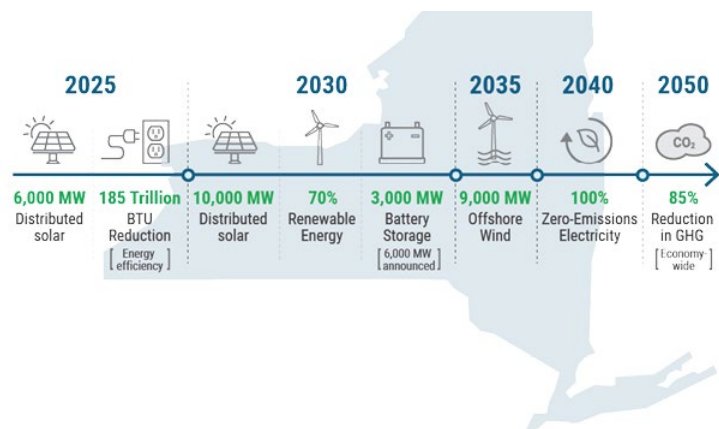 2025
6,000 MW
Distributed
solar
185 Trillion
BTU
Reduction
[ Energy
efficiency ]
2030
10,000 MW
Distributed
solar
70%
Renewable
Energy
3,000 MW
Battery
Storage
[ 6,000 MW
announced ]
2035
9,000 MW
Offshore
Wind
2040
100%
Zero-Emissions
Electricity
2050
CO₂
85%
Reduction
in GHG
[ Economy-
wide ]